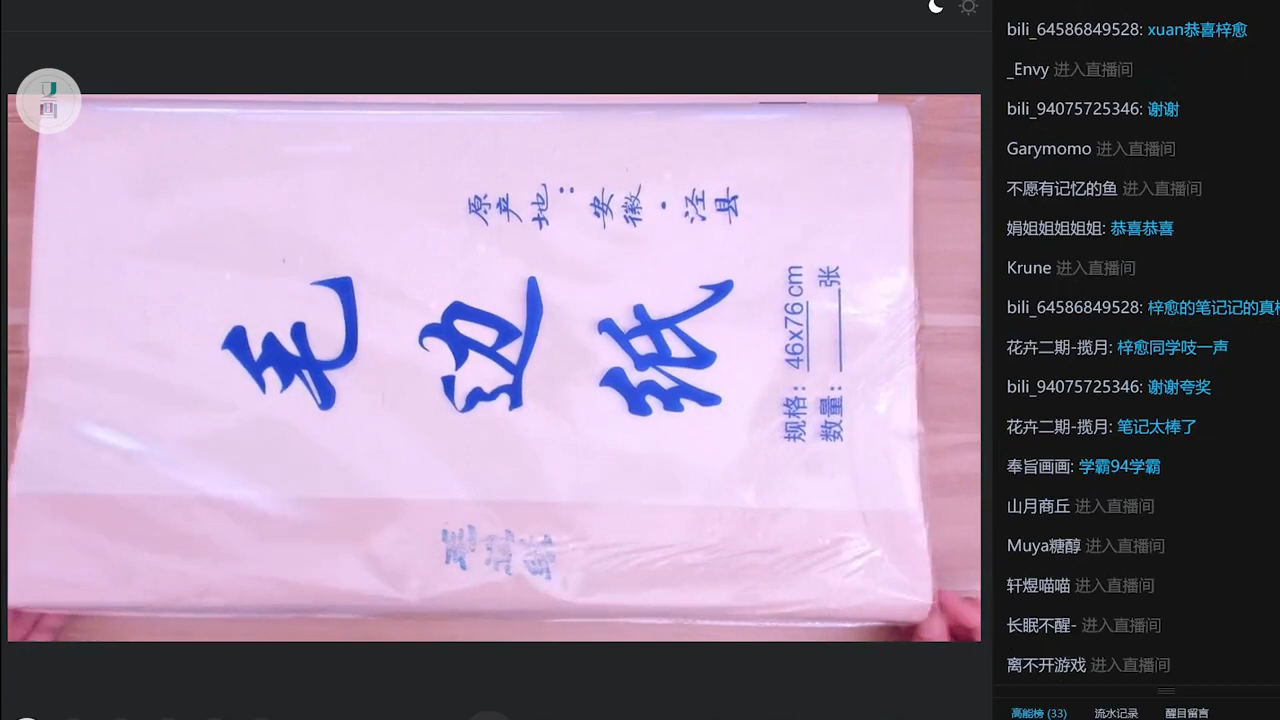 原产地：安徽·泾县
毛边纸
规格：46x76cm
数量：______张
毛边纸
画
bili_64586849528: xuan恭喜梓愈
_Envy 进入直播间
bili_94075725346: 谢谢
Garymomo 进入直播间
不愿有记忆的鱼 进入直播间
娟姐姐姐姐姐: 恭喜恭喜
Krune 进入直播间
bili_64586849528: 梓愈的笔记记的真
花卉二期-揽月: 梓愈同学吱一声
bili_94075725346: 谢谢夸奖
花卉二期-揽月: 笔记太棒了
奉旨画画: 学霸94学霸
山月商丘 进入直播间
Muya糖醇 进入直播间
轩煜喵喵 进入直播间
长眠不醒- 进入直播间
离不开游戏 进入直播间
高能榜 (33) 流水记录 醒目留言